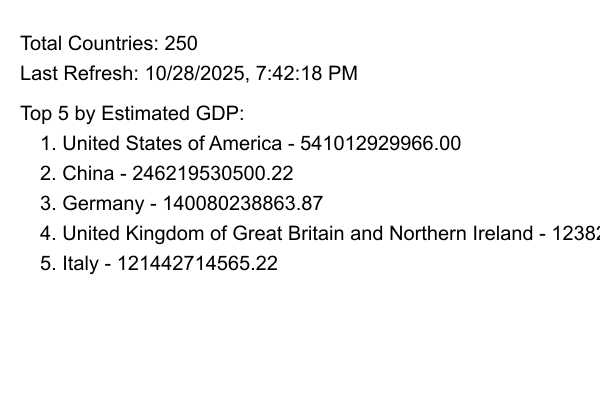 Total Countries: 250
Last Refresh: 10/28/2025, 7:42:18 PM
Top 5 by Estimated GDP:
1. United States of America - 541012929966.00
2. China - 246219530500.22
3. Germany - 140080238863.87
4. United Kingdom of Great Britain and Northern Ireland - 12382
5. Italy - 121442714565.22